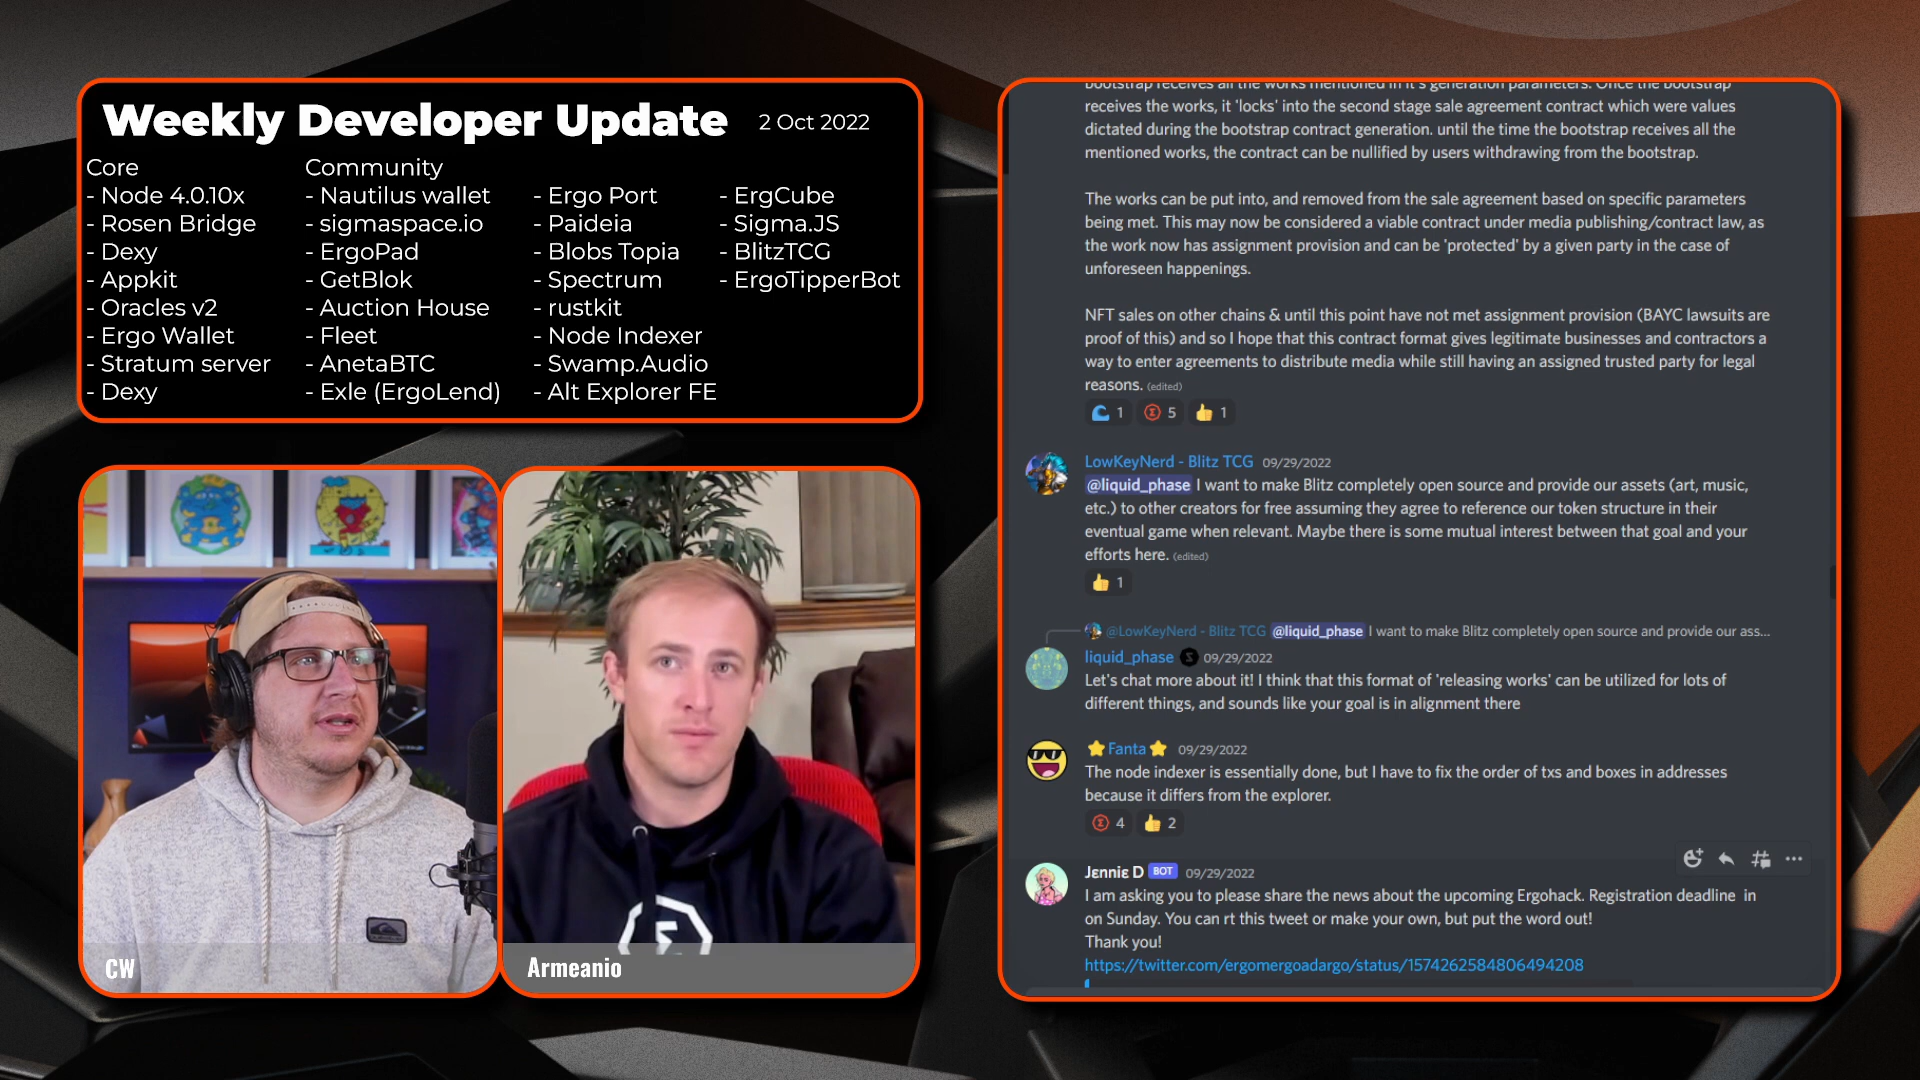 Weekly Developer Update 2 Oct 2022
Core
- Node 4.0.10x
- Rosen Bridge
- Dexy
- Appkit
- Oracles v2
- Ergo Wallet
- Stratum server
- Dexy
Community
- Nautilus wallet
- sigmaspace.io
- ErgoPad
- GetBlok
- Auction House
- Fleet
- AnetaBTC
- Exle (ErgoLend)
- Ergo Port
- Paideia
- Blobs Topia
- Spectrum
- rustkit
- Node Indexer
- Swamp.Audio
- Alt Explorer FE
- ErgCube
- Sigma.JS
- BlitzTCG
- ErgoTipperBot
CW
Armeanio
bootstrap receives all the works mentioned in it's generation parameters. Once the bootstrap
receives the works, it 'locks' into the second stage sale agreement contract which were values
dictated during the bootstrap contract generation. until the time the bootstrap receives all the
mentioned works, the contract can be nullified by users withdrawing from the bootstrap.
The works can be put into, and removed from the sale agreement based on specific parameters
being met. This may now be considered a viable contract under media publishing/contract law, as
the work now has assignment provision and can be 'protected' by a given party in the case of
unforeseen happenings.
NFT sales on other chains & until this point have not met assignment provision (BAYC lawsuits are
proof of this) and so I hope that this contract format gives legitimate businesses and contractors a
way to enter agreements to distribute media while still having an assigned trusted party for legal
reasons. (edited)
1 5 1
LowKeyNerd - Blitz TCG 09/29/2022
@liquid_phase I want to make Blitz completely open source and provide our assets (art, music,
etc.) to other creators for free assuming they agree to reference our token structure in their
eventual game when relevant. Maybe there is some mutual interest between that goal and your
efforts here. (edited)
1
@LowKeyNerd - Blitz TCG @liquid_phase I want to make Blitz completely open source and provide our ass...
liquid_phase 09/29/2022
Let's chat more about it! I think that this format of 'releasing works' can be utilized for lots of
different things, and sounds like your goal is in alignment there
Fanta 09/29/2022
The node indexer is essentially done, but I have to fix the order of txs and boxes in addresses
because it differs from the explorer.
4 2
Jεnniε D BOT 09/29/2022
I am asking you to please share the news about the upcoming Ergohack. Registration deadline in
on Sunday. You can rt this tweet or make your own, but put the word out!
Thank you!
https://twitter.com/ergomergoadargo/status/1574262584806494208